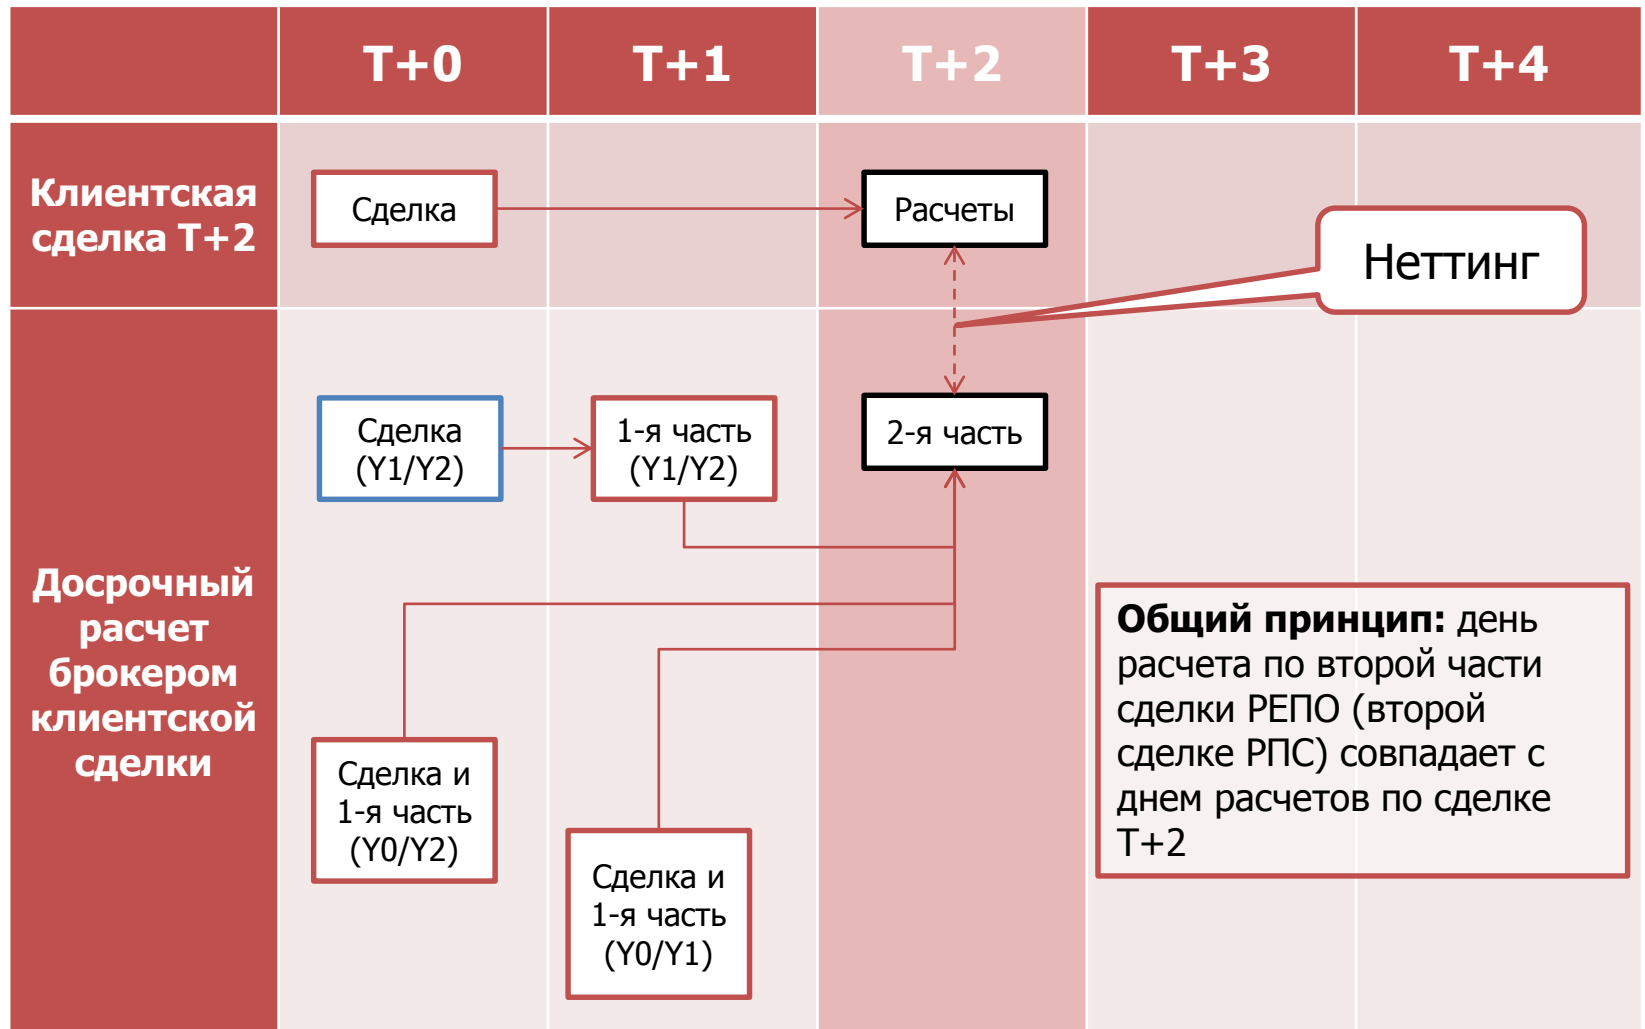 T+0
T+1
T+2
T+3
T+4
Клиентская
сделка Т+2
Сделка
Расчеты
Неттинг
Досрочный
расчет
брокером
клиентской
сделки
Сделка
(Y1/Y2)
1-я часть
(Y1/Y2)
2-я часть
Сделка и
1-я часть
(Y0/Y2)
Сделка и
1-я часть
(Y0/Y1)
Общий принцип: день
расчета по второй части
сделки РЕПО (второй
сделке РПС) совпадает с
днем расчетов по сделке
Т+2